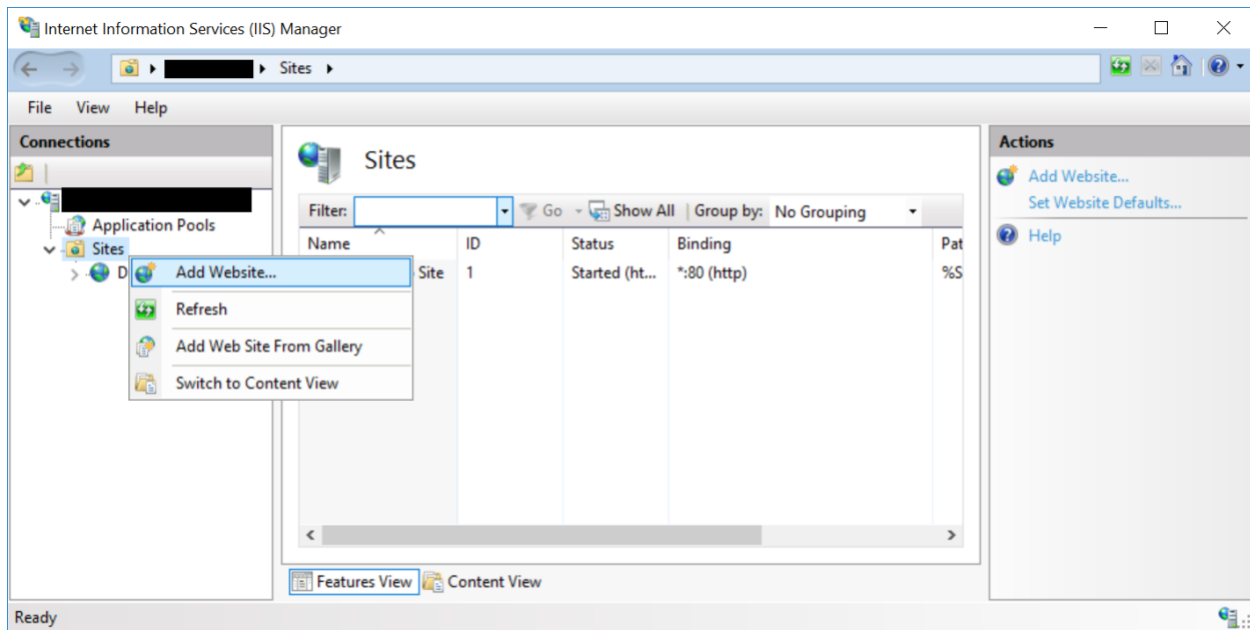 Internet Information Services (IIS) Manager
Sites
File View Help
Connections
Application Pools
Sites
D
Add Website...
Refresh
Add Web Site From Gallery
Switch to Content View
Sites
Filter: Go Show All Group by: No Grouping
Name ID Status Binding Pat
Site 1 Started (ht... *:80 (http) %S
Features View Content View
Actions
Add Website...
Set Website Defaults...
Help
Ready